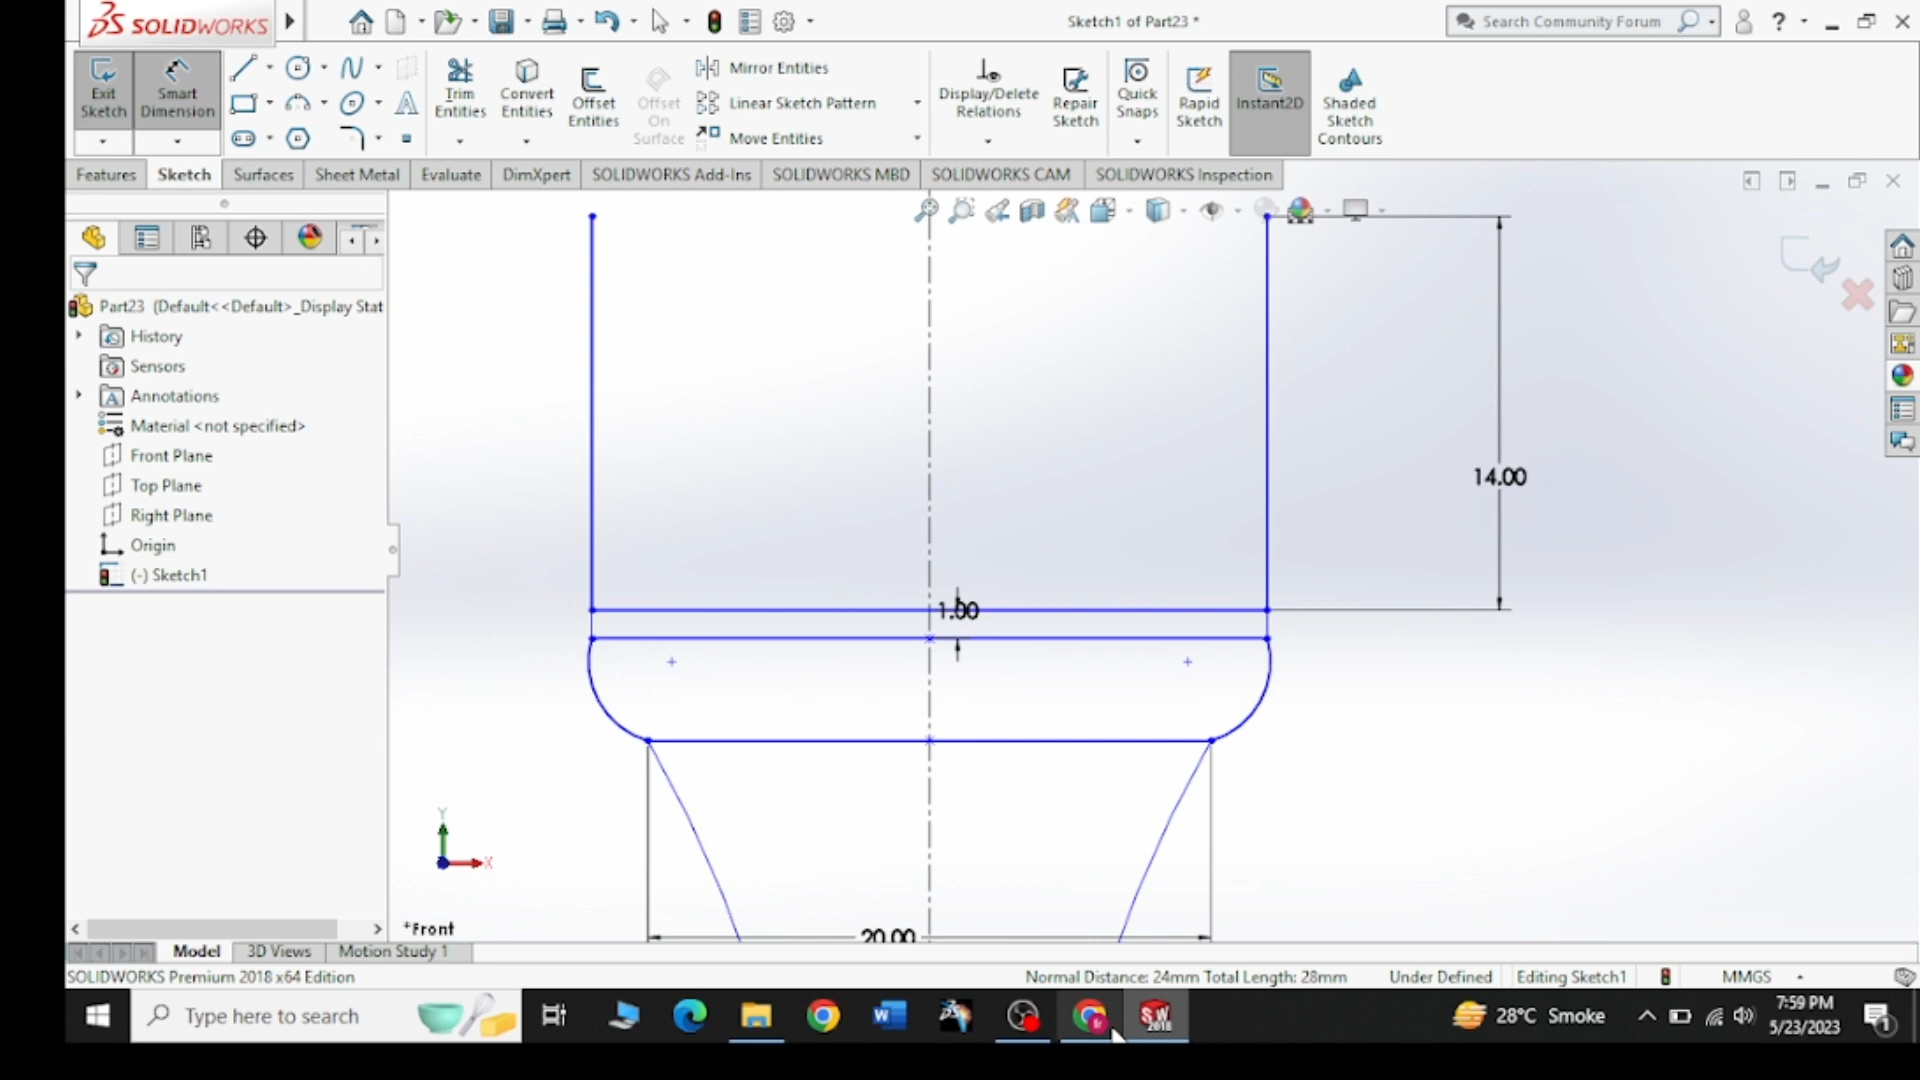 SOLIDWORKS
Sketch1 of Part23 *
Search Community Forum
Exit Sketch
Smart Dimension
Trim Entities
Convert Entities
Offset Entities
Offset On Surface
Mirror Entities
Linear Sketch Pattern
Move Entities
Display/Delete Relations
Repair Sketch
Quick Snaps
Rapid Sketch
Instant2D
Shaded Sketch Contours
Features Sketch Surfaces Sheet Metal Evaluate DimXpert SOLIDWORKS Add-Ins SOLIDWORKS MBD SOLIDWORKS CAM SOLIDWORKS Inspection
Part23 (Default<<Default>_Display Stat
History
Sensors
Annotations
Material <not specified>
Front Plane
Top Plane
Right Plane
Origin
(-) Sketch1
14.00
1.00
20.00
Y
X
*Front
Model 3D Views Motion Study 1
SOLIDWORKS Premium 2018 x64 Edition
Normal Distance: 24mm Total Length: 28mm Under Defined Editing Sketch1 MMGS
Type here to search
SW 2018
28°C Smoke
7:59 PM
5/23/2023
1